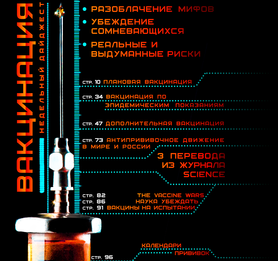 ВАКЦИНАЦИЯ
НЕДЕЛЬНЫЙ ДАЙДЖЕСТ
РАЗОБЛАЧЕНИЕ МИФОВ
УБЕЖДЕНИЕ
СОМНЕВАЮЩИХСЯ
РЕАЛЬНЫЕ И
ВЫДУМАННЫЕ РИСКИ
СТР. 10 ПЛАНОВАЯ ВАКЦИНАЦИЯ
СТР. 34 ВАКЦИНАЦИЯ ПО
ЭПИДЕМИЧЕСКИМ ПОКАЗАНИЯМ
СТР. 47 ДОПОЛНИТЕЛЬНАЯ ВАКЦИНАЦИЯ
СТР. 73 АНТИПРИВИВОЧНОЕ ДВИЖЕНИЕ
В МИРЕ И РОССИИ
3 ПЕРЕВОДА
ИЗ ЖУРНАЛА
SCIENCE
СТР. 82 THE VACCINE WARS
СТР. 86 НАУКА УБЕЖДАТЬ
СТР. 91 ВАКЦИНЫ НА ИСПЫТАНИИ
СТР. 96 КАЛЕНДАРИ
ПРИВИВОК